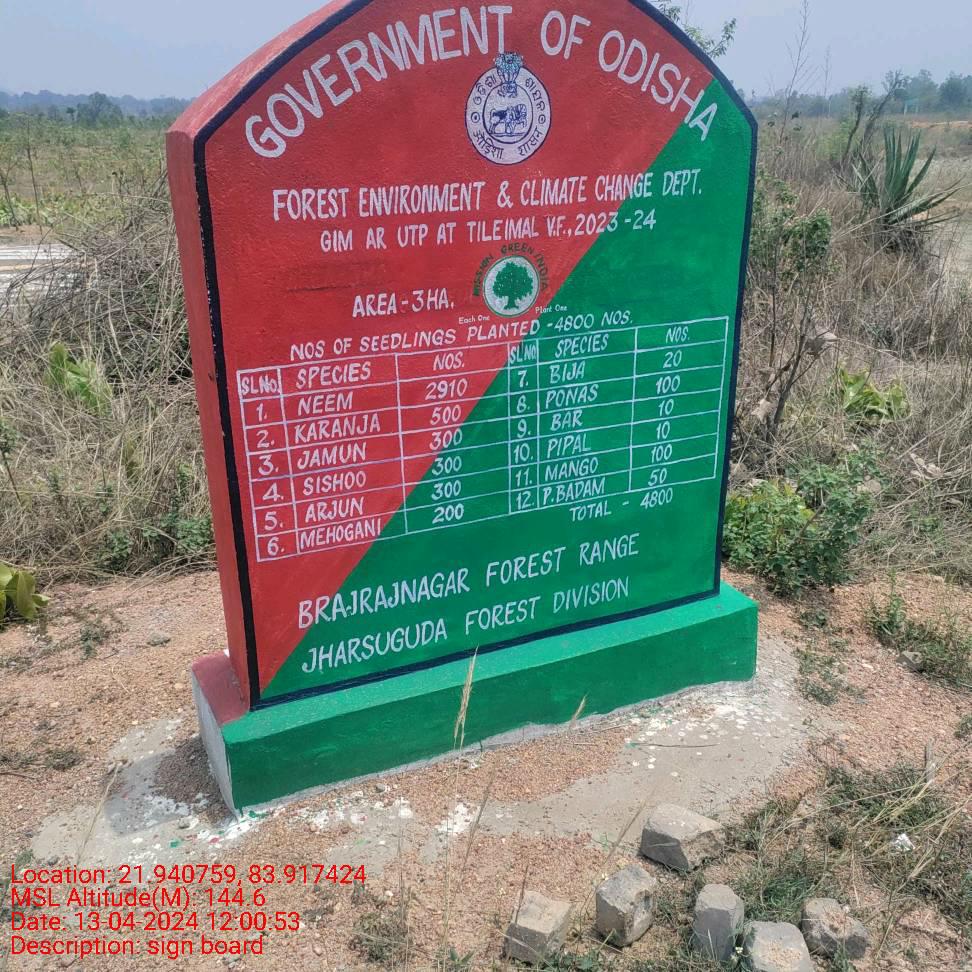 GOVERNMENT OF ODISHA
ଓଡ଼ିଶା ଶାସନ
ओड़िशा शासन
FOREST ENVIRONMENT & CLIMATE CHANGE DEPT.
GIM AR UTP AT TILEIMAL V.F., 2023-24
MISSION GREEN INDIA
AREA-3HA.
Each One Plant One
NOS OF SEEDLINGS PLANTED -4800 NOS.
SL.NO. SPECIES NOS.
1. NEEM 2910
2. KARANJA 500
3. JAMUN 300
4. SISHOO 300
5. ARJUN 300
6. MEHOGANI 200
SL.NO. SPECIES NOS.
7. BIJA 20
8. PONAS 100
9. BAR 10
10. PIPAL 10
11. MANGO 100
12. P.BADAM 50
TOTAL - 4800
BRAJRAJNAGAR FOREST RANGE
JHARSUGUDA FOREST DIVISION
Location: 21.940759, 83.917424
MSL Altitude(M): 144.6
Date: 13-04-2024 12:00:53
Description: sign board